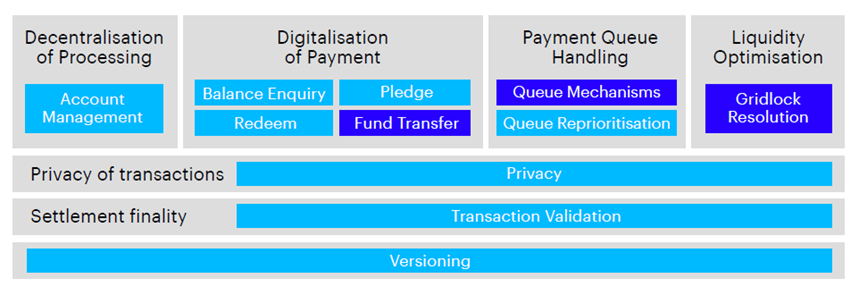 Decentralisation
of Processing
Account
Management
Digitalisation
of Payment
Balance Enquiry
Pledge
Redeem
Fund Transfer
Payment Queue
Handling
Queue Mechanisms
Queue Reprioritisation
Liquidity
Optimisation
Gridlock
Resolution
Privacy of transactions
Privacy
Settlement finality
Transaction Validation
Versioning